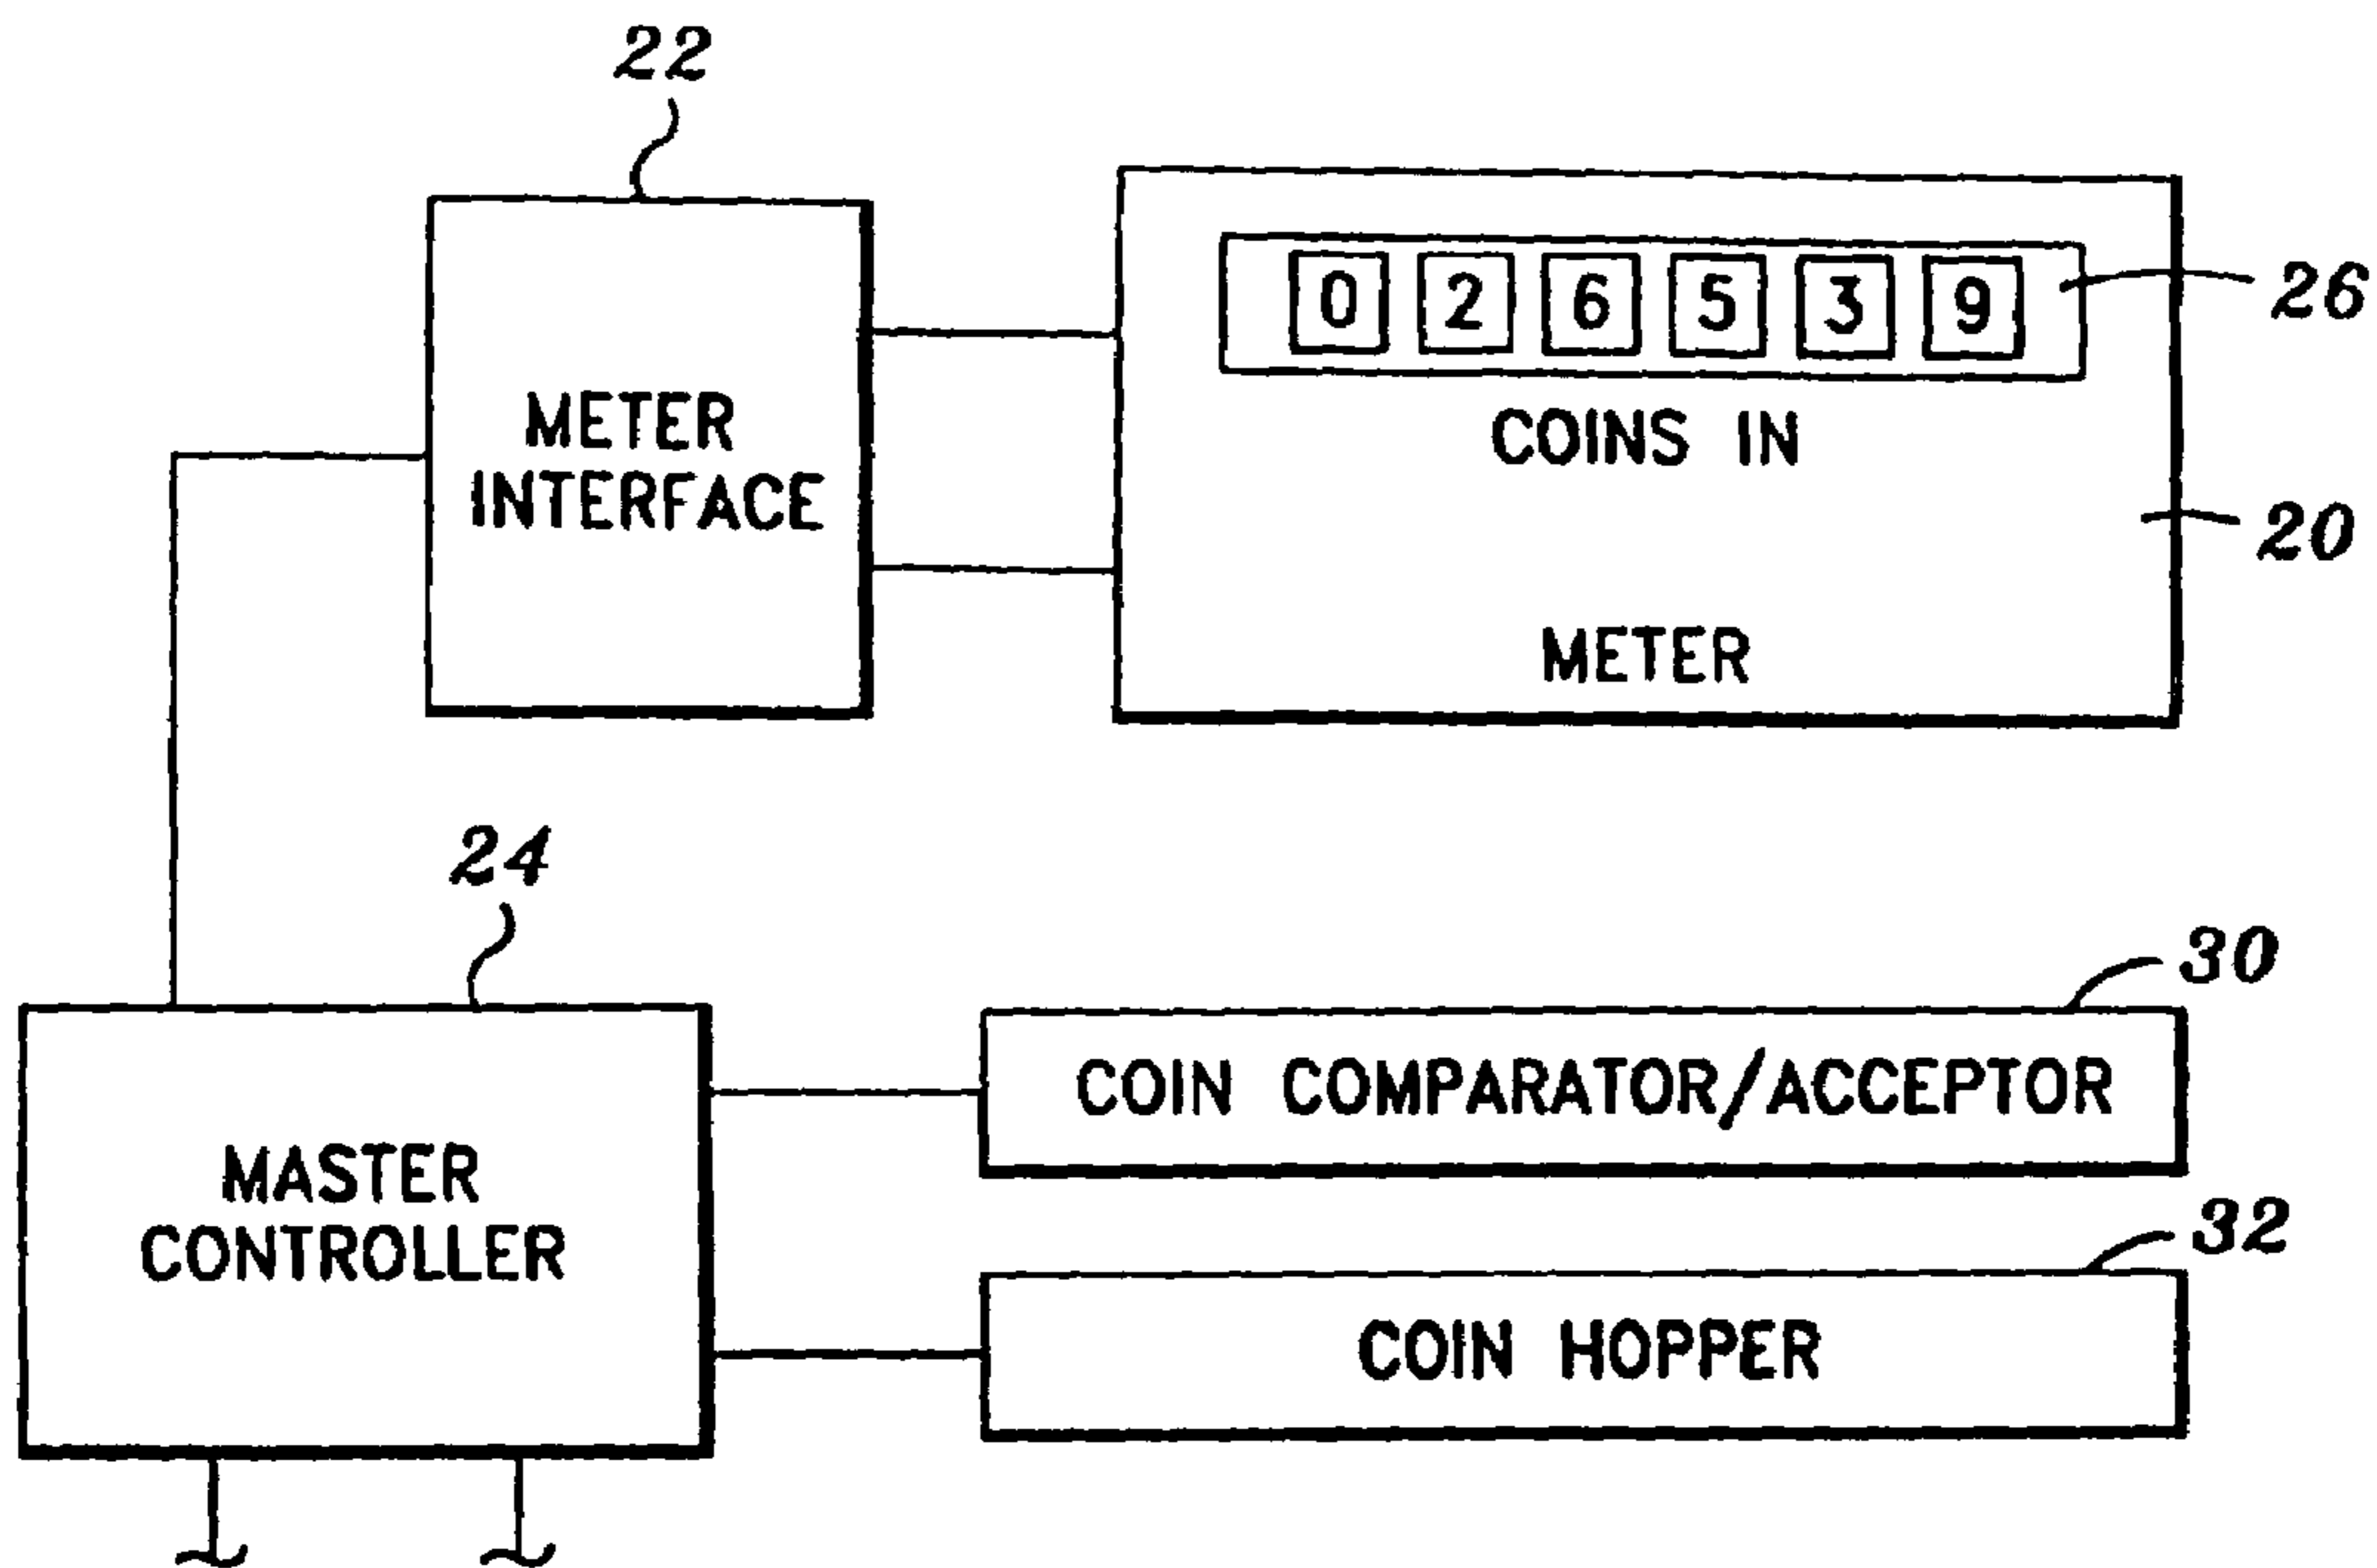 22
0 2 6 5 3 9
26
COINS IN
METER
INTERFACE
20
METER
24
30
COIN COMPARATOR/ACCEPTOR
MASTER
CONTROLLER
32
COIN HOPPER